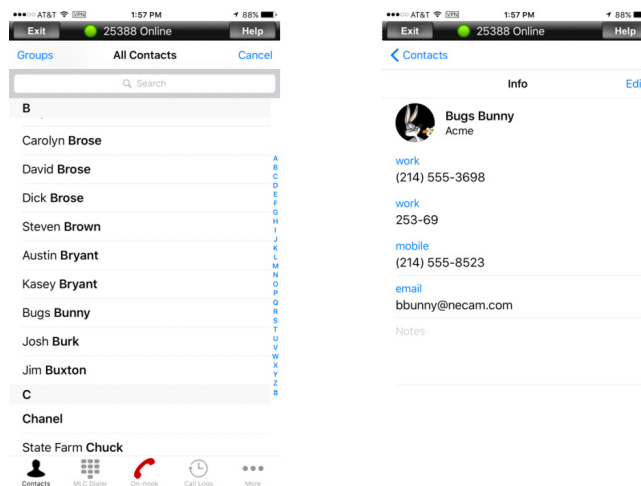 AT&T VPN 1:57 PM 88%
Exit 25388 Online Help
Groups All Contacts Cancel
Search
B
Carolyn Brose
David Brose
Dick Brose
Steven Brown
Austin Bryant
Kasey Bryant
Bugs Bunny
Josh Burk
Jim Buxton
C
Chanel
State Farm Chuck
A
B
C
D
E
F
G
H
I
J
K
L
M
N
O
P
Q
R
S
T
U
V
W
X
Y
Z
#
Contacts MLC Dialer On-hook Call Logs More
AT&T VPN 1:57 PM 88%
Exit 25388 Online Help
Contacts
Info Edi
Bugs Bunny
Acme
work
(214) 555-3698
work
253-69
mobile
(214) 555-8523
email
bbunny@necam.com
Notes